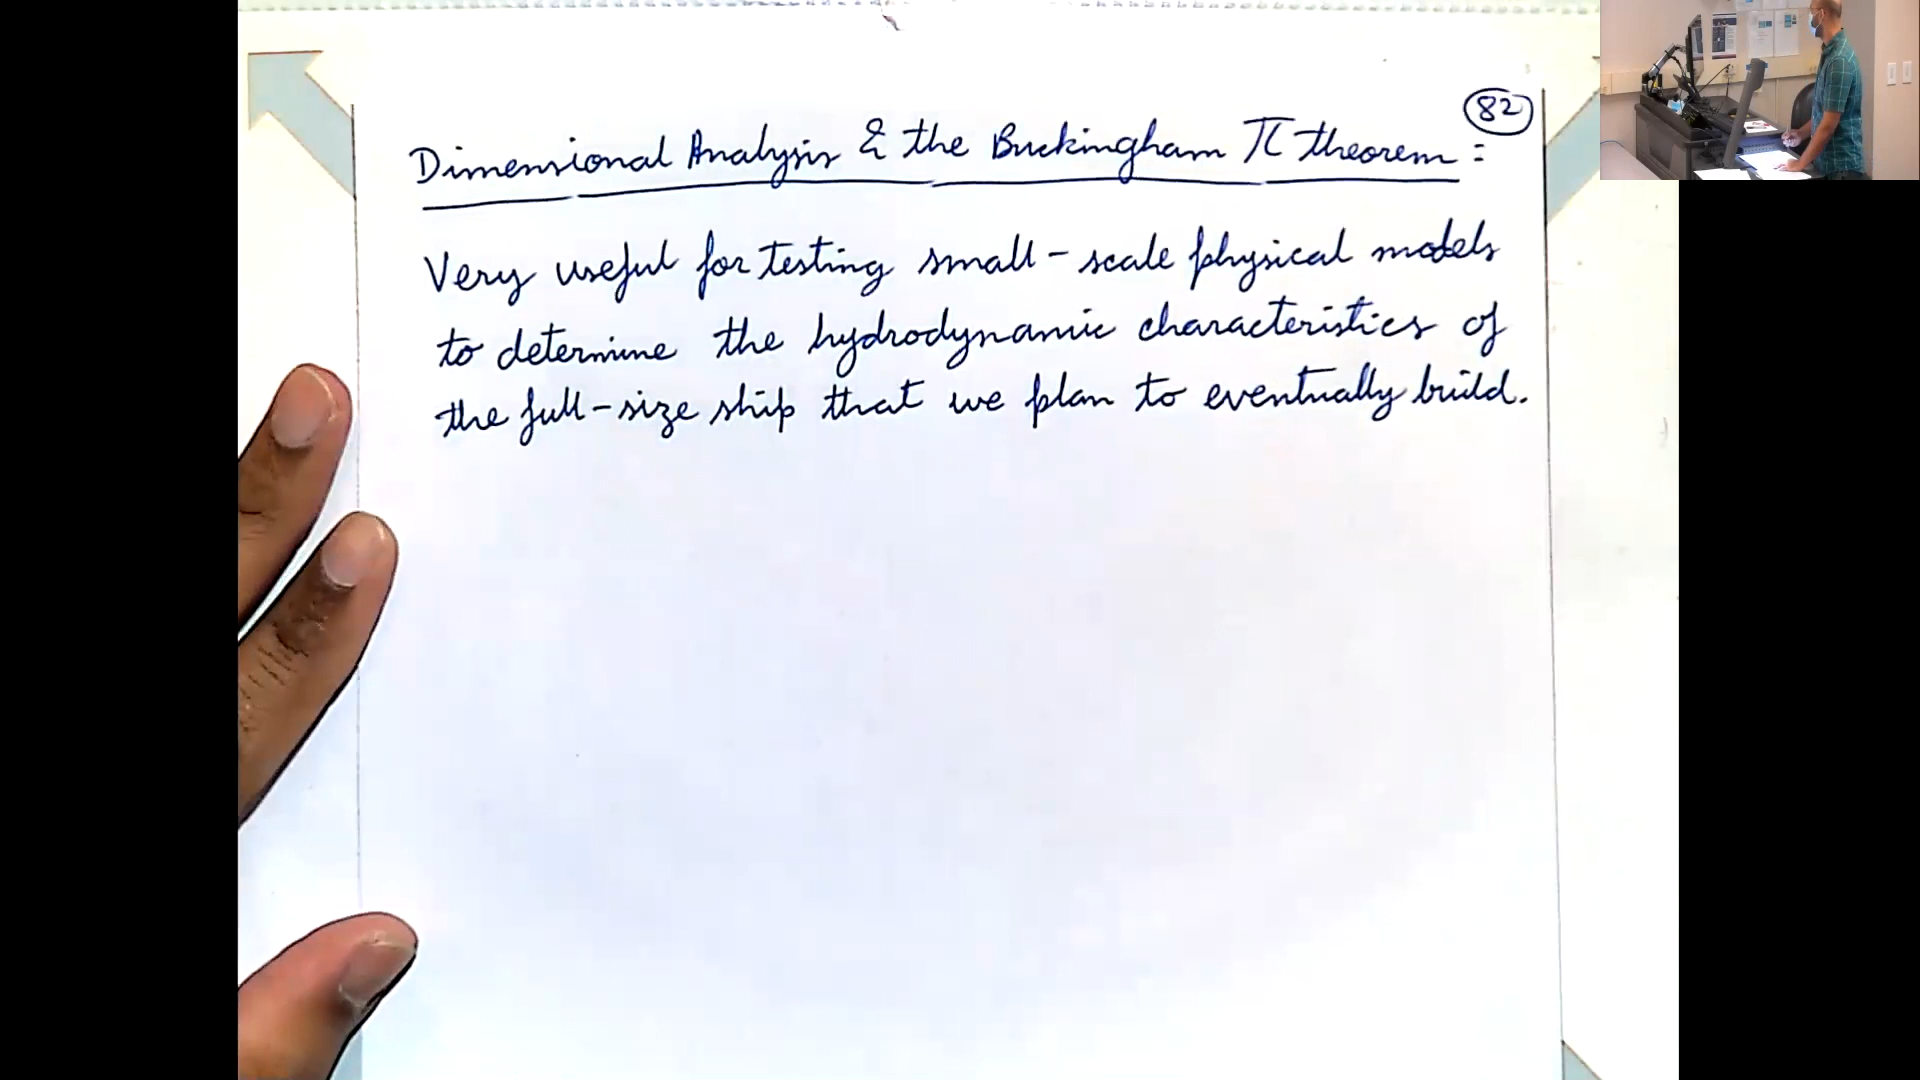 82
Dimensional Analysis & the Buckingham π theorem :
Very useful for testing small-scale physical models
to determine the hydrodynamic characteristics of
the full-size ship that we plan to eventually build.